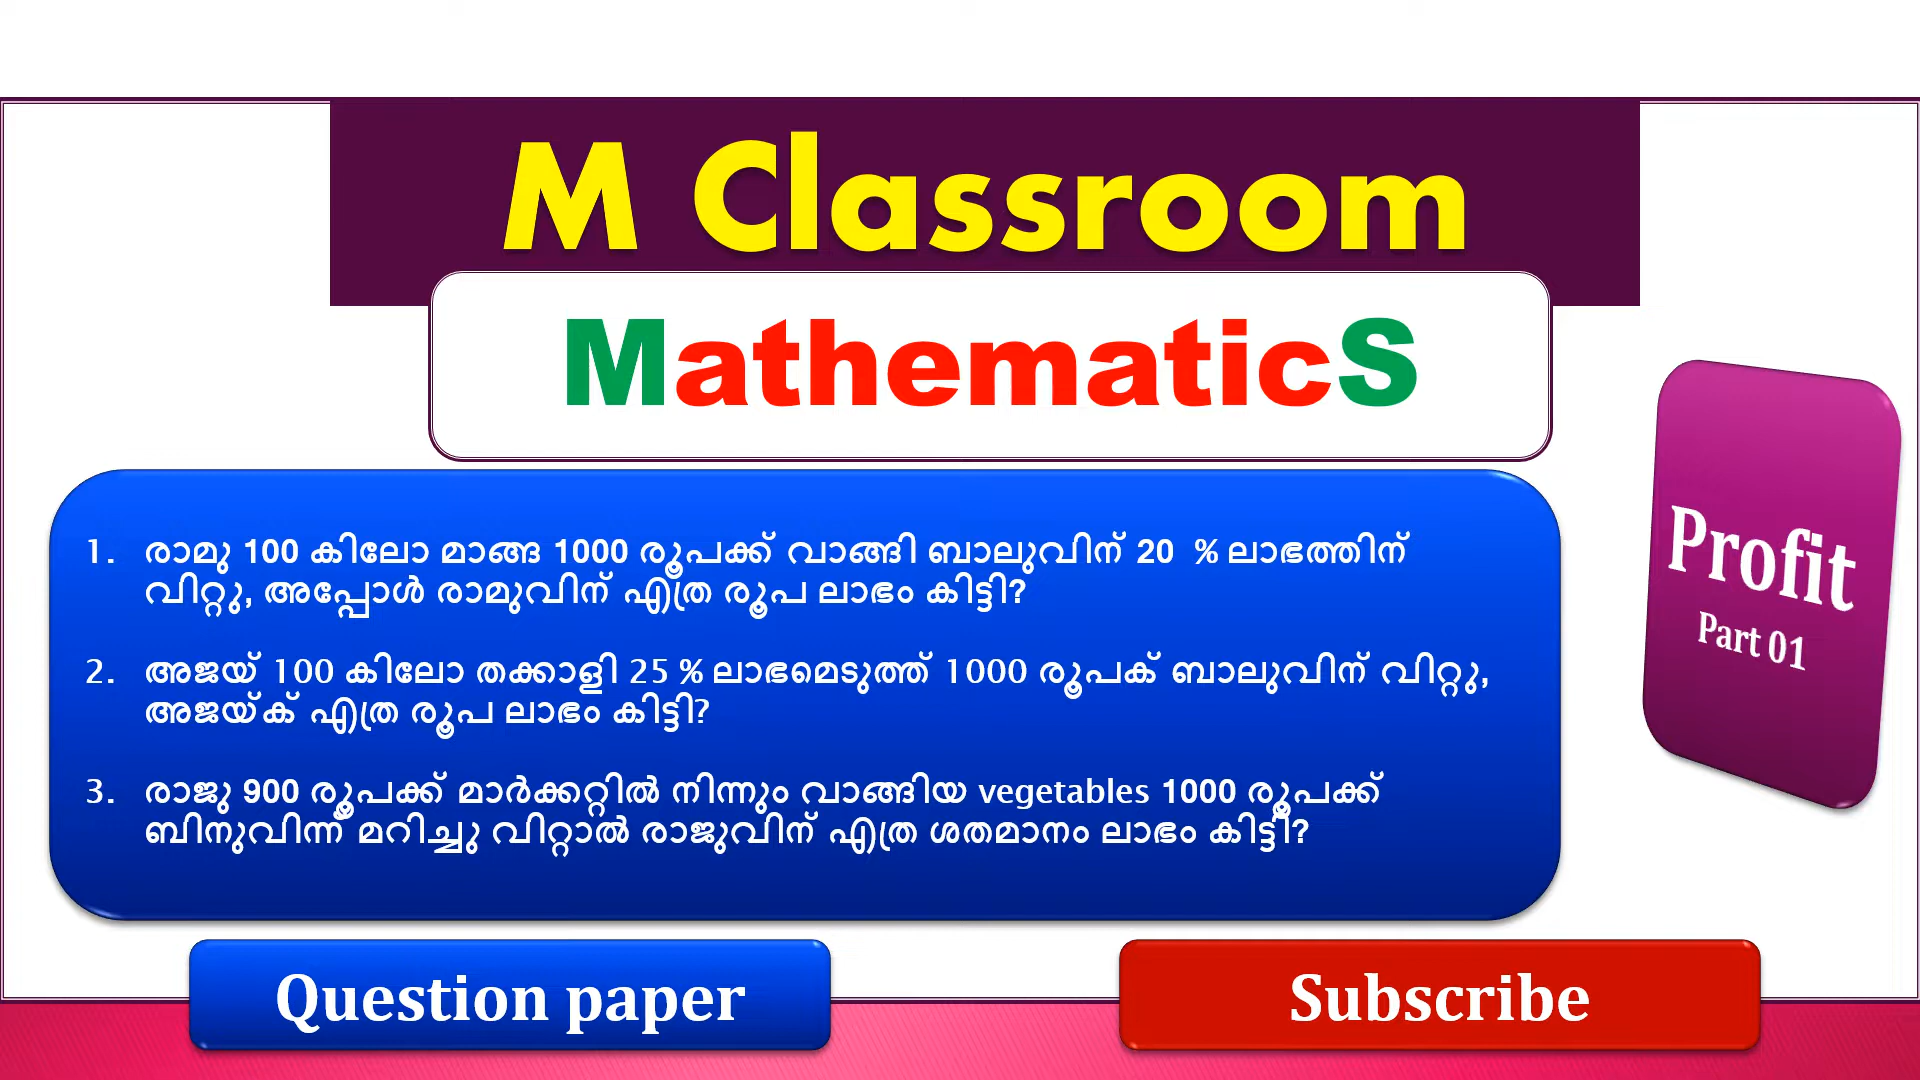 M Classroom
MathematicS
1. രാമു 100 കിലോ മാങ്ങ 1000 രൂപക്ക് വാങ്ങി ബാലുവിന് 20 % ലാഭത്തിന്
വിറ്റു, അപ്പോൾ രാമുവിന് എത്ര രൂപ ലാഭം കിട്ടി?
2. അജയ് 100 കിലോ തക്കാളി 25 % ലാഭമെടുത്ത് 1000 രൂപക് ബാലുവിന് വിറ്റു,
അജയ്ക് എത്ര രൂപ ലാഭം കിട്ടി?
3. രാജു 900 രൂപക്ക് മാർക്കറ്റിൽ നിന്നും വാങ്ങിയ vegetables 1000 രൂപക്ക്
ബിനുവിന്ന് മറിച്ചു വിറ്റാൽ രാജുവിന് എത്ര ശതമാനം ലാഭം കിട്ടി?
Profit
Part 01
Question paper
Subscribe